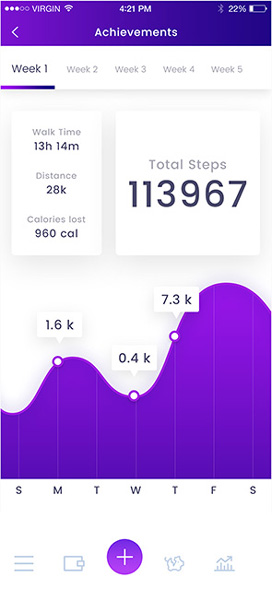 VIRGIN 4:21 PM 22%
Achievements
Week 1 Week 2 Week 3 Week 4 Week 5
Walk Time
13h 14m
Distance
28k
Calories lost
960 cal
Total Steps
113967
7.3 k
1.6 k
0.4 k
S M T W T F S